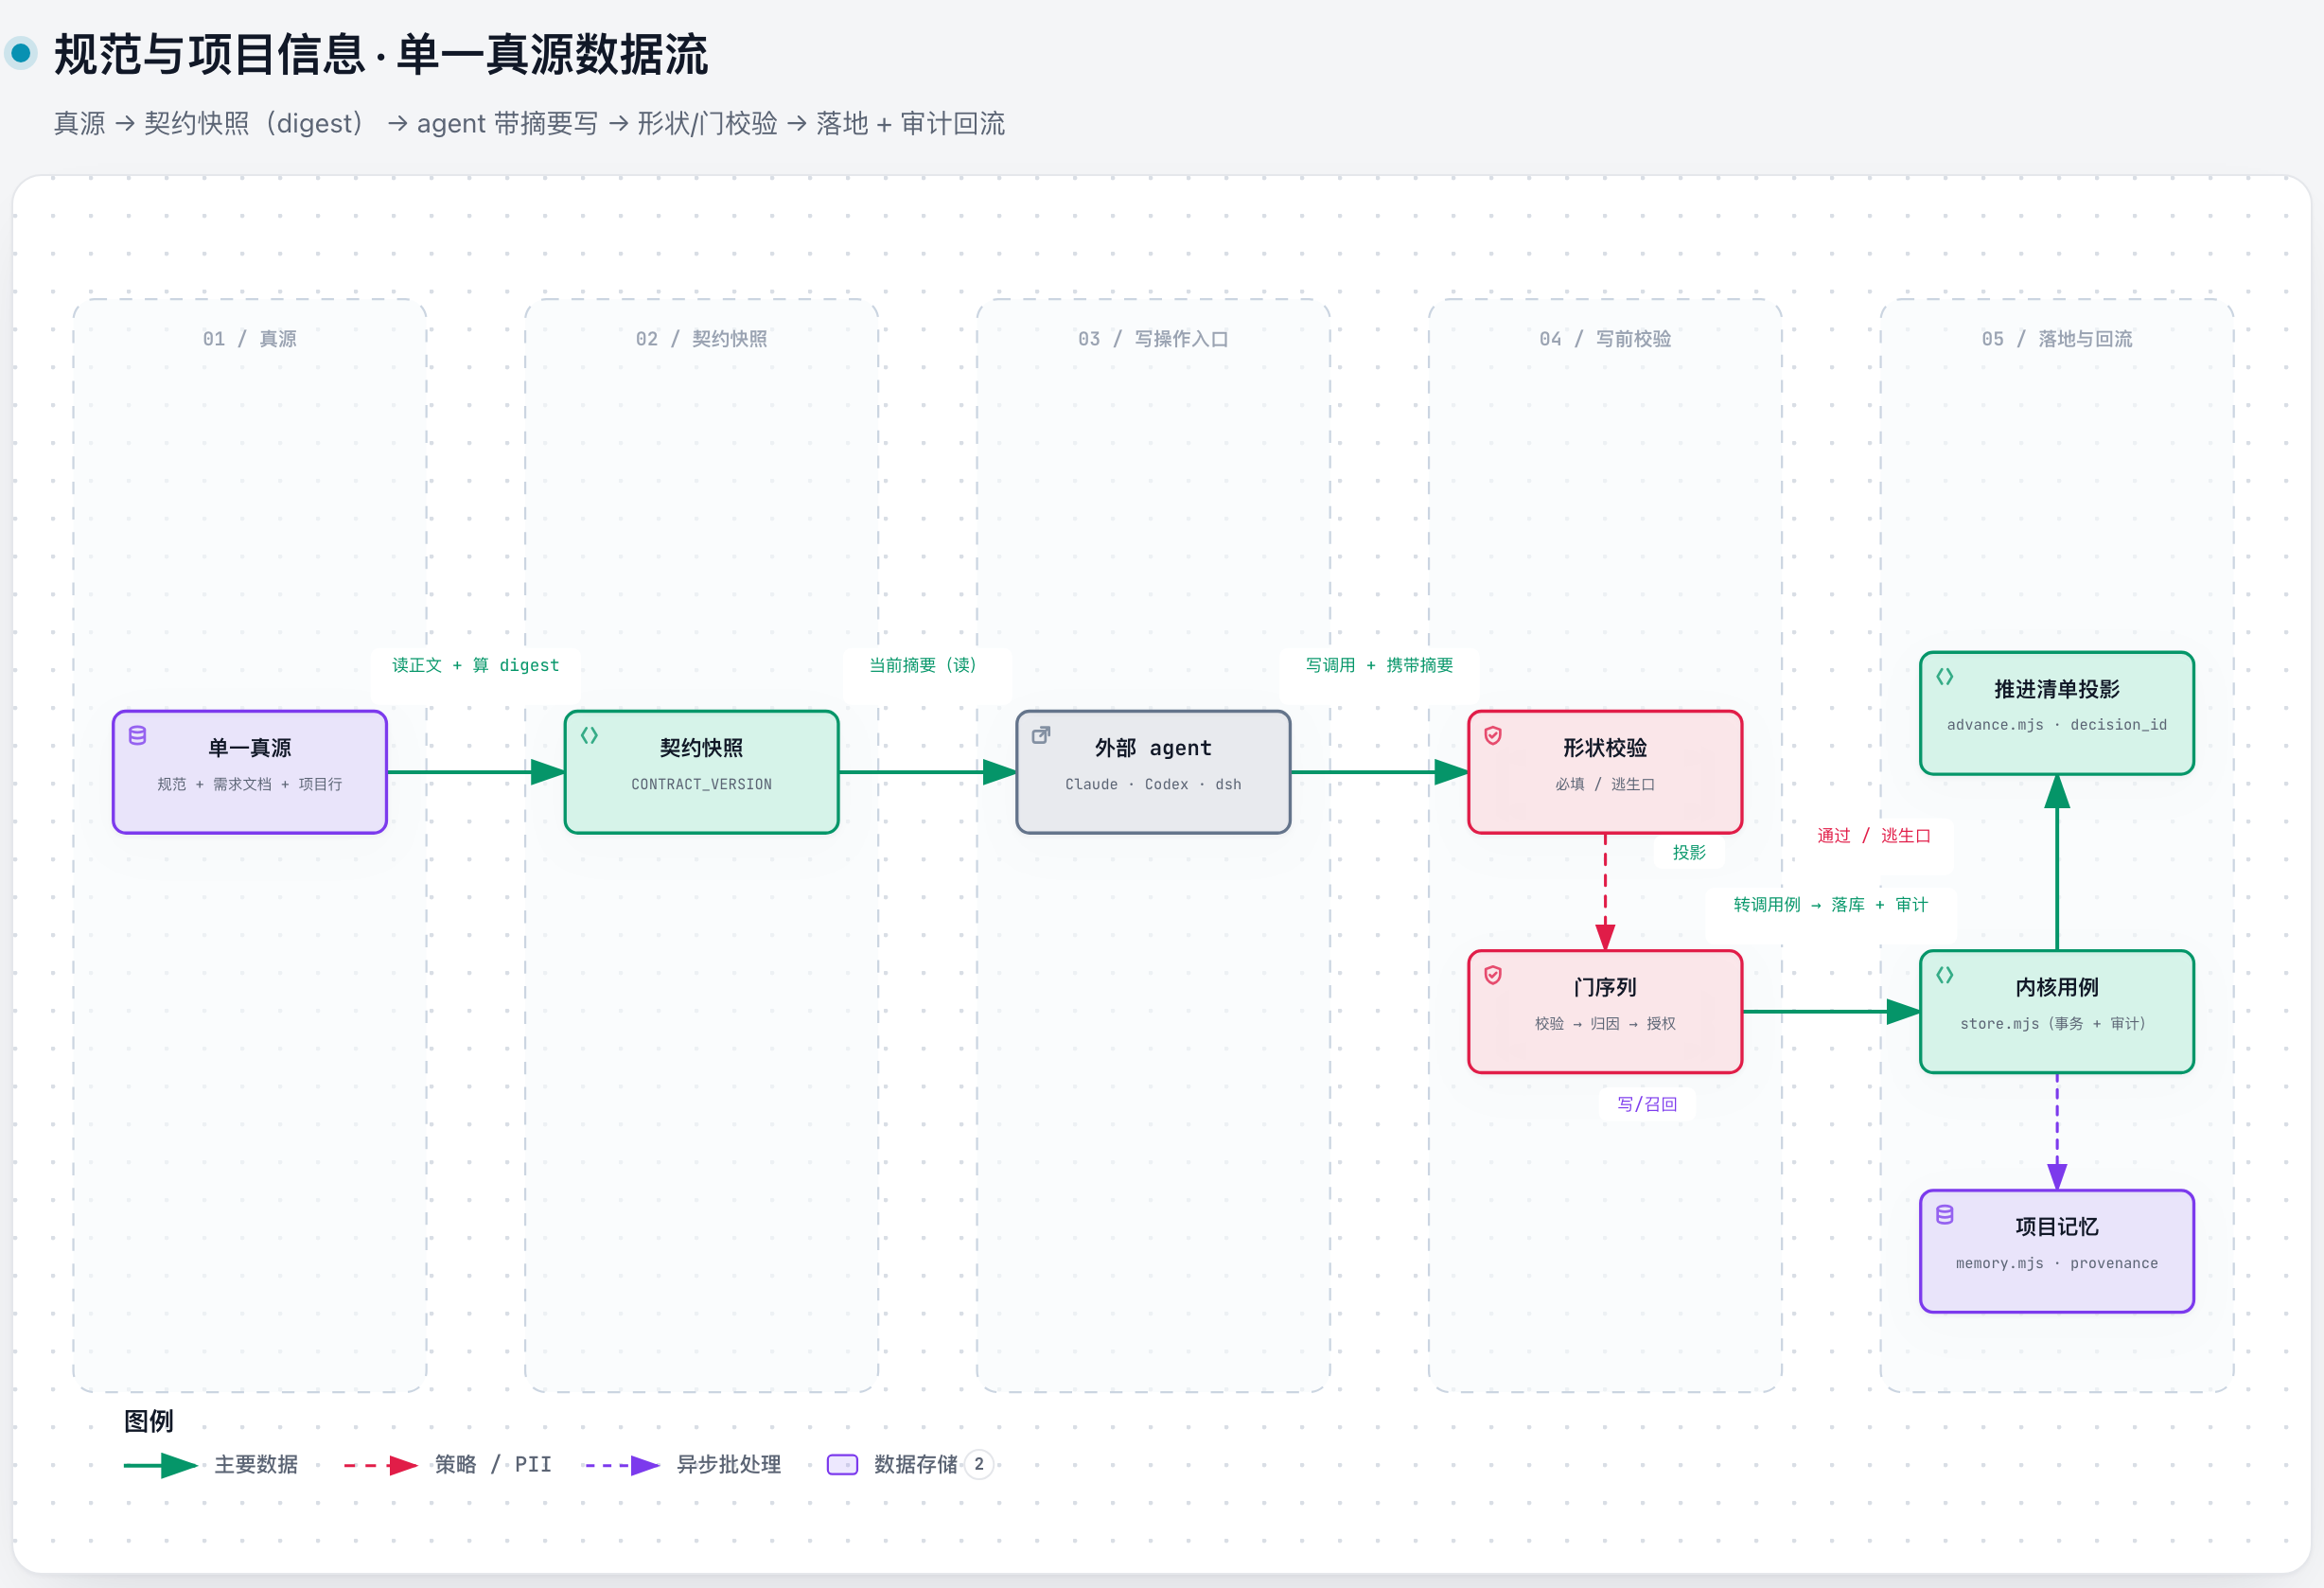 规范与项目信息·单一真源数据流
真源 → 契约快照（digest） → agent 带摘要写 → 形状/门校验 → 落地 + 审计回流
01 / 真源
02 / 契约快照
03 / 写操作入口
04 / 写前校验
05 / 落地与回流
读正文 + 算 digest
当前摘要（读）
写调用 + 携带摘要
单一真源
规范 + 需求文档 + 项目行
契约快照
CONTRACT_VERSION
外部 agent
Claude · Codex · dsh
形状校验
必填 / 逃生口
推进清单投影
advance.mjs · decision_id
通过 / 逃生口
投影
转调用例 → 落库 + 审计
门序列
校验 → 归因 → 授权
内核用例
store.mjs（事务 + 审计）
写/召回
项目记忆
memory.mjs · provenance
图例
主要数据
策略 / PII
异步批处理
数据存储 2